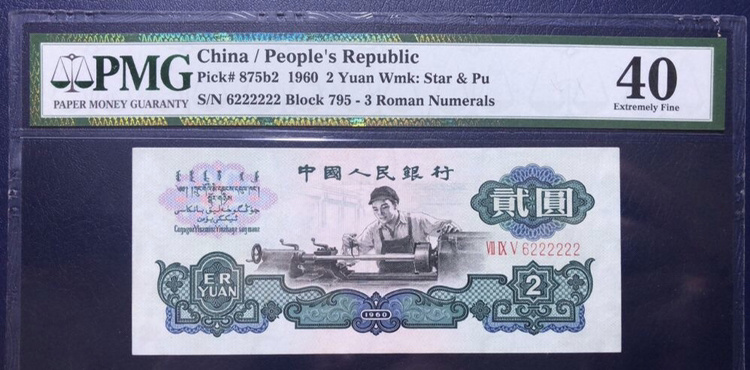 PMG
PAPER MONEY GUARANTY
China / People's Republic
Pick# 875b2 1960 2 Yuan Wmk: Star & Pu
S/N 6222222 Block 795 - 3 Roman Numerals
40
Extremely Fine
中國人民銀行
貳圓
VII IX V 6222222
ER
YUAN
1960
2